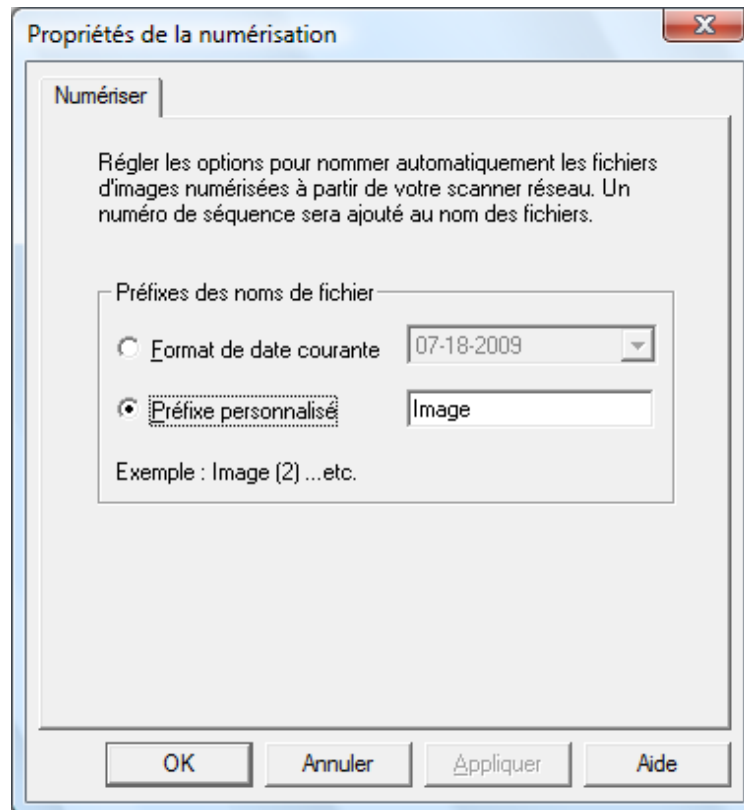 Propriétés de la numérisation
Numériser
Régler les options pour nommer automatiquement les fichiers
d'images numérisées à partir de votre scanner réseau. Un
numéro de séquence sera ajouté au nom des fichiers.
Préfixes des noms de fichier
Format de date courante 07-18-2009
Préfixe personnalisé Image
Exemple : Image (2) ...etc.
OK Annuler Appliquer Aide